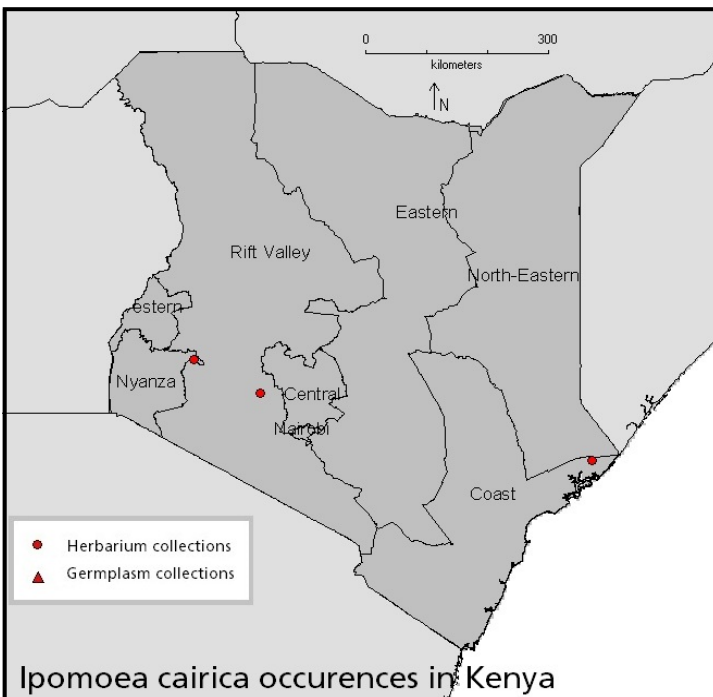 0 300
kilometers
N
Eastern
Rift Valley
North-Eastern
estern
Nyanza
Central
Nairobi
Coast
Herbarium collections
Germplasm collections
Ipomoea cairica occurences in Kenya